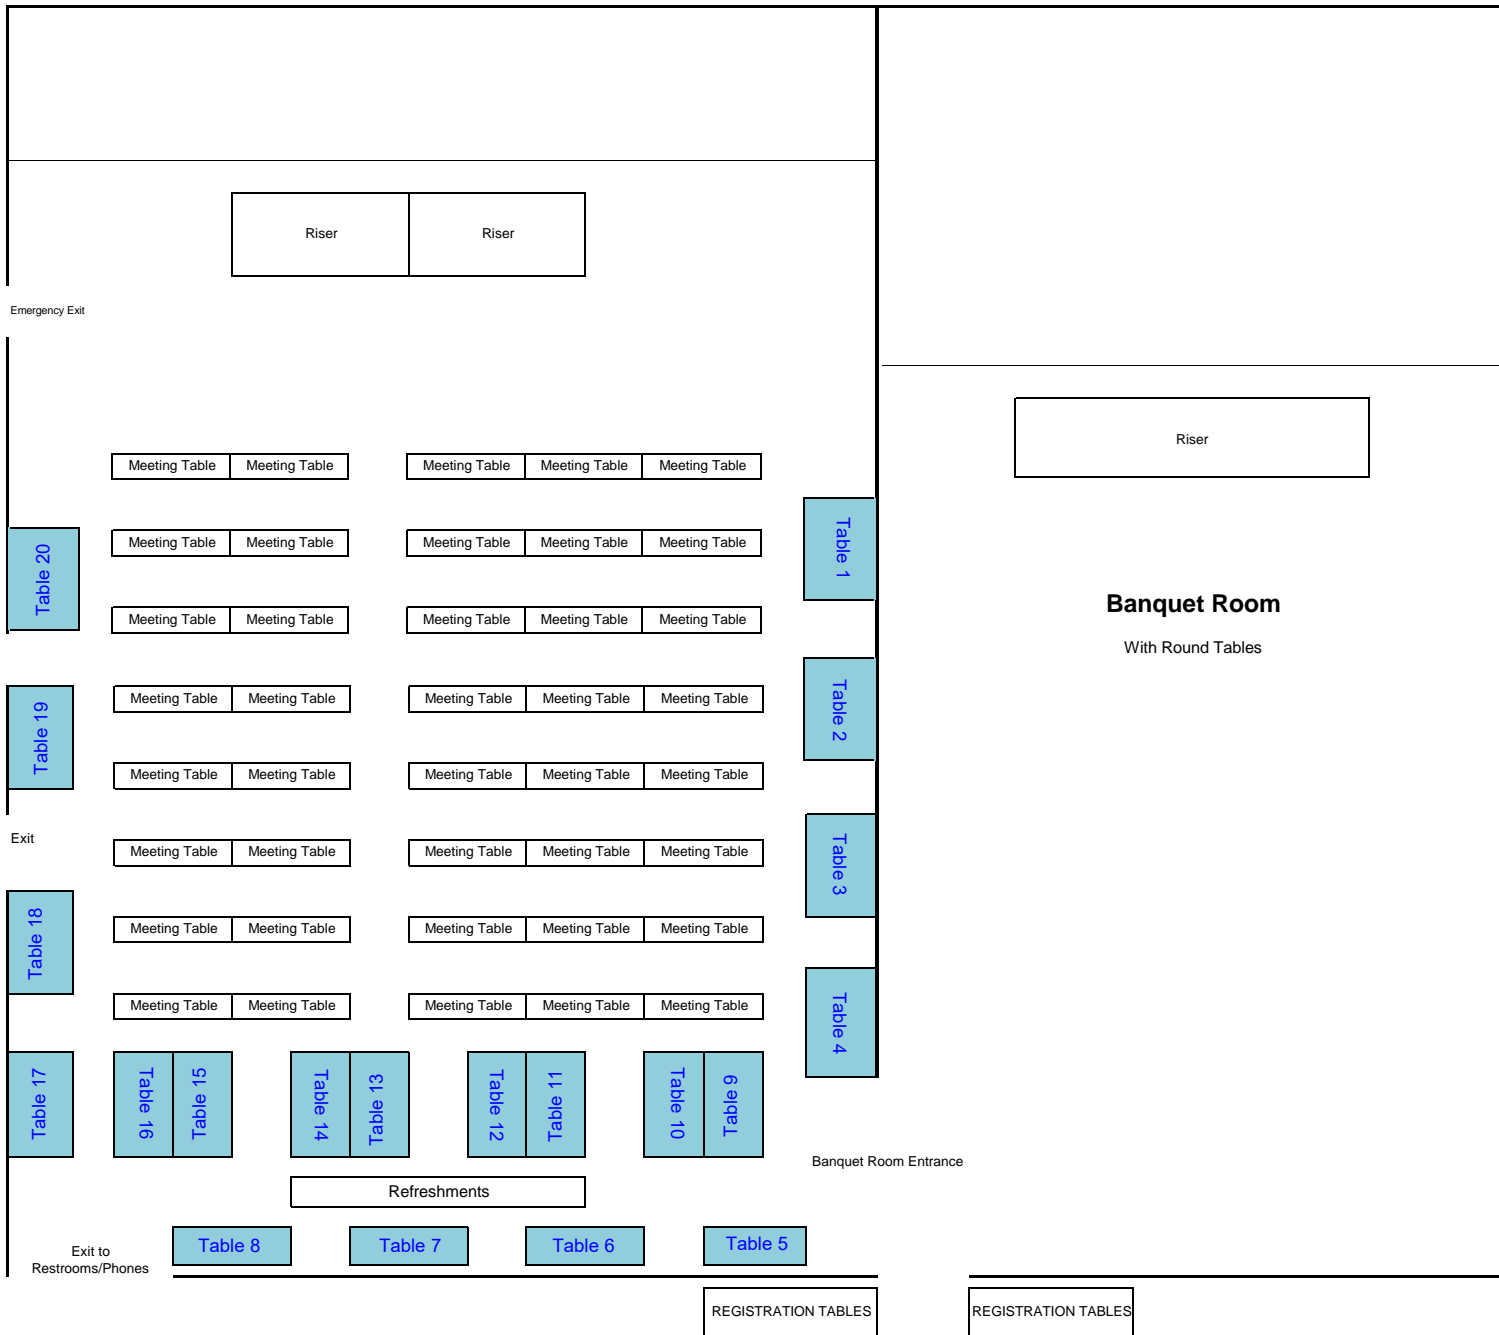 Riser
Riser
Emergency Exit
Riser
Meeting Table Meeting Table Meeting Table Meeting Table Meeting Table
Table 1
Meeting Table Meeting Table Meeting Table Meeting Table Meeting Table
Table 20
Banquet Room
Meeting Table Meeting Table Meeting Table Meeting Table Meeting Table
With Round Tables
Table 2
Meeting Table Meeting Table Meeting Table Meeting Table Meeting Table
Table 19
Meeting Table Meeting Table Meeting Table Meeting Table Meeting Table
Exit
Table 3
Meeting Table Meeting Table Meeting Table Meeting Table Meeting Table
Table 18
Meeting Table Meeting Table Meeting Table Meeting Table Meeting Table
Meeting Table Meeting Table Meeting Table Meeting Table Meeting Table
Table 4
Table 17
Table 16
Table 15
Table 14
Table 13
Table 12
Table 11
Table 10
Table 9
Banquet Room Entrance
Refreshments
Table 8
Table 7
Table 6
Table 5
Exit to
Restrooms/Phones
REGISTRATION TABLES
REGISTRATION TABLES